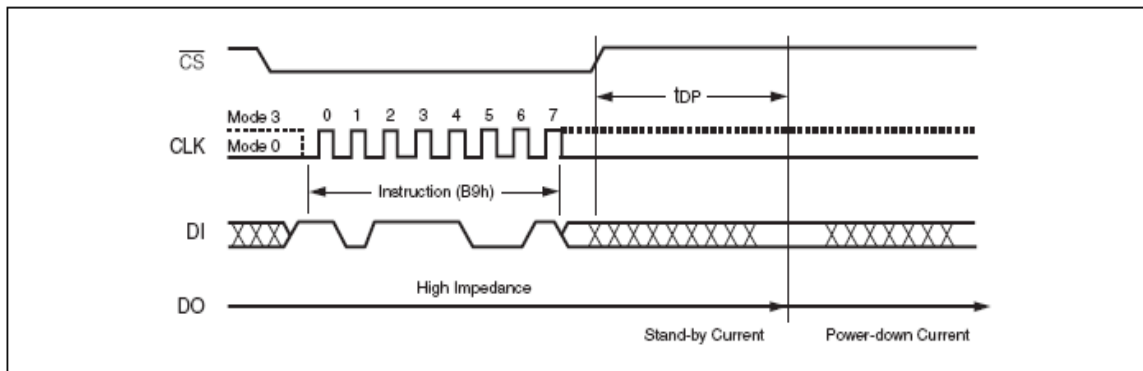 CS
tDP
Mode 3
0 1 2 3 4 5 6 7
CLK
Mode 0
Instruction (B9h)
DI
High Impedance
DO
Stand-by Current
Power-down Current